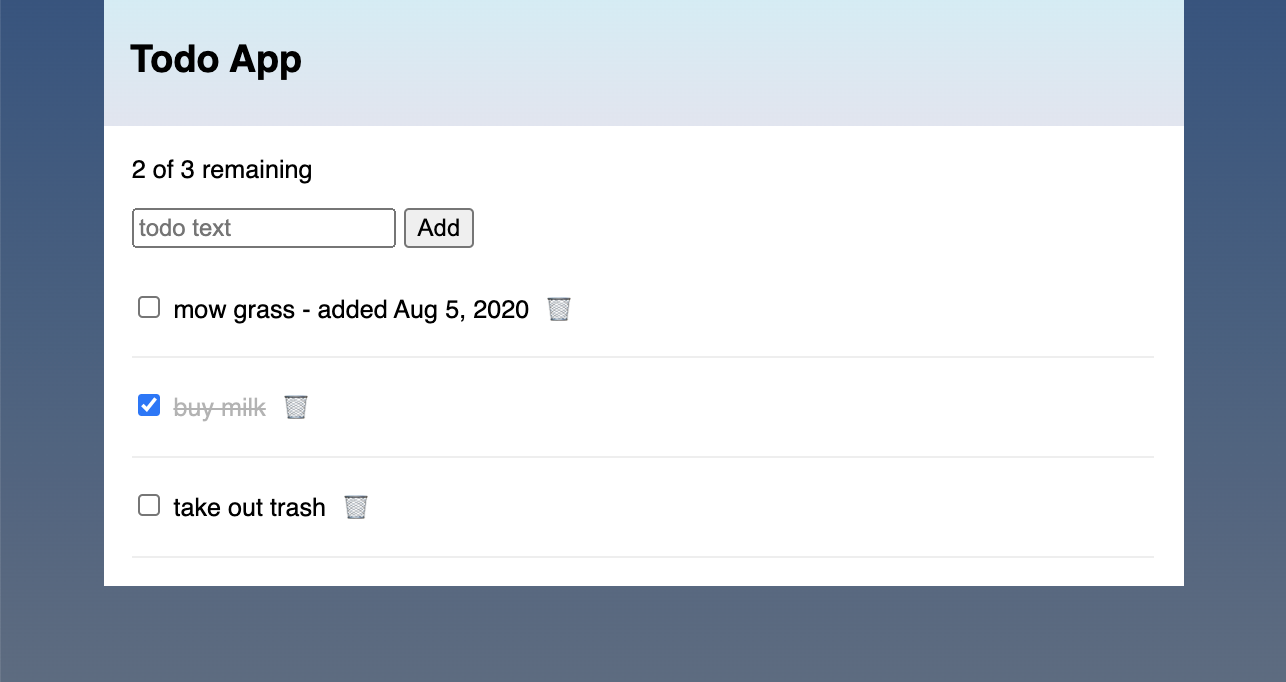 Todo App
2 of 3 remaining
todo text Add
mow grass - added Aug 5, 2020
buy milk
take out trash